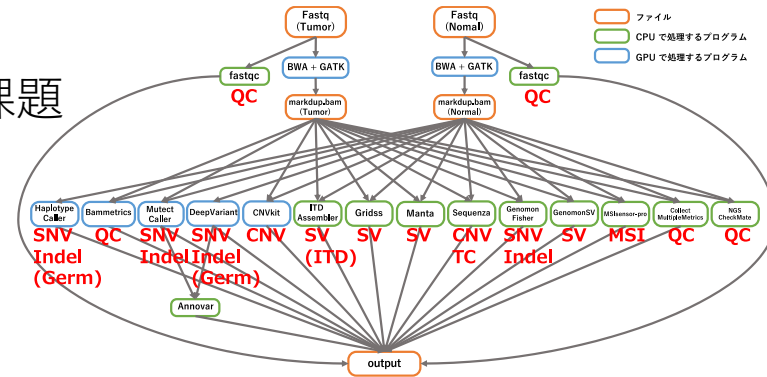 Fastq
(Tumor)
Fastq
(Nomal)
ファイル
CPU で処理するプログラム
GPU で処理するプログラム
課題
fastqc
QC
BWA + GATK
BWA + GATK
fastqc
QC
markdup.bam
(Tumor)
markdup.bam
(Normal)
Haplotype
Caller
SNV
Indel
(Germ)
Bammetrics
QC
Mutect
Caller
SNV
Indel
DeepVariant
SNV
Indel
(Germ)
CNVkit
CNV
ITD
Assembler
SV
(ITD)
Gridss
SV
Manta
SV
Sequenza
CNV
TC
Genomon
Fisher
SNV
Indel
GenomonSV
SV
MSIsensor-pro
MSI
Collect
MultipleMetrics
QC
NGS
CheckMate
QC
Annovar
output